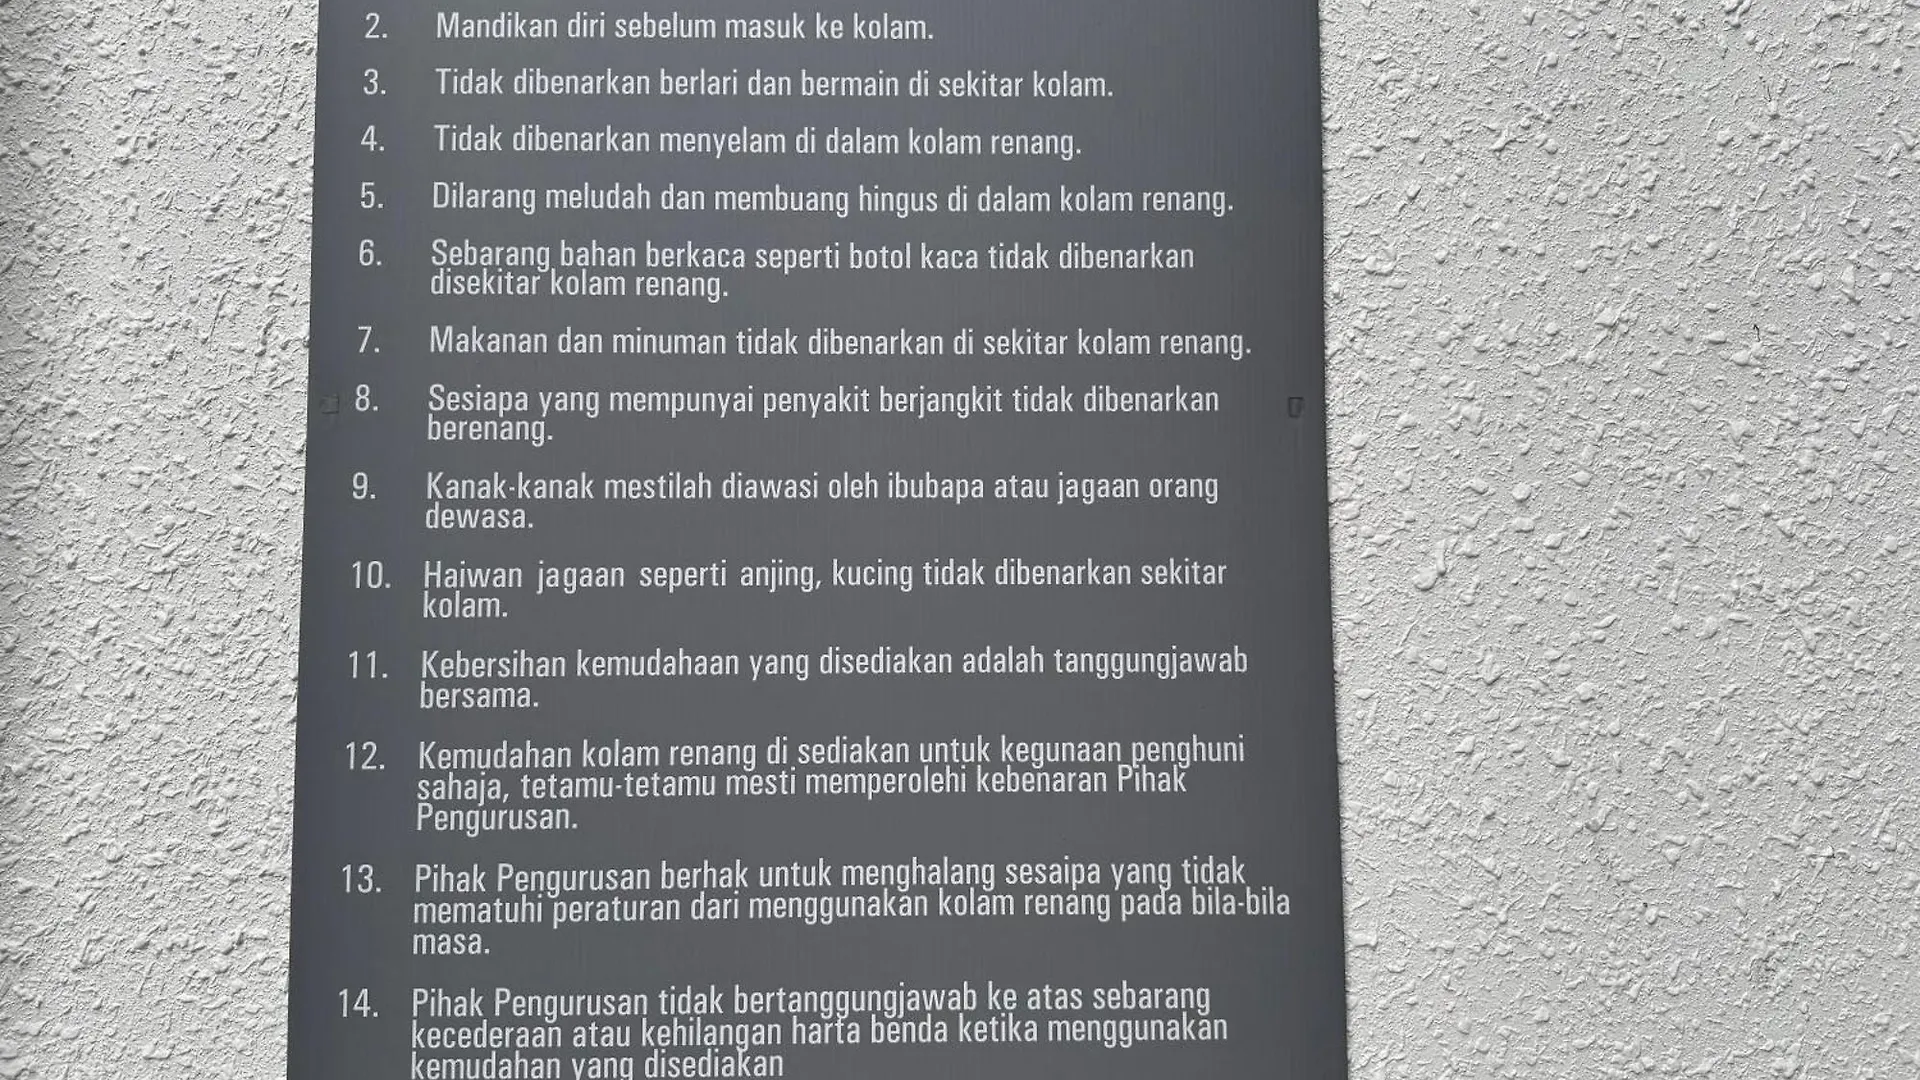 2. Mandikan diri sebelum masuk ke kolam.
3. Tidak dibenarkan berlari dan bermain di sekitar kolam.
4. Tidak dibenarkan menyelam di dalam kolam renang.
5. Dilarang meludah dan membuang hingus di dalam kolam renang.
6. Sebarang bahan berkaca seperti botol kaca tidak dibenarkan
disekitar kolam renang.
7. Makanan dan minuman tidak dibenarkan di sekitar kolam renang.
8. Sesiapa yang mempunyai penyakit berjangkit tidak dibenarkan
berenang.
9. Kanak-kanak mestilah diawasi oleh ibubapa atau jagaan orang
dewasa.
10. Haiwan jagaan seperti anjing, kucing tidak dibenarkan sekitar
kolam.
11. Kebersihan kemudahaan yang disediakan adalah tanggungjawab
bersama.
12. Kemudahan kolam renang di sediakan untuk kegunaan penghuni
sahaja, tetamu-tetamu mesti memperolehi kebenaran Pihak
Pengurusan.
13. Pihak Pengurusan berhak untuk menghalang sesaipa yang tidak
mematuhi peraturan dari menggunakan kolam renang pada bila-bila
masa.
14. Pihak Pengurusan tidak bertanggungjawab ke atas sebarang
kecederaan atau kehilangan harta benda ketika menggunakan
kemudahan yang disediakan